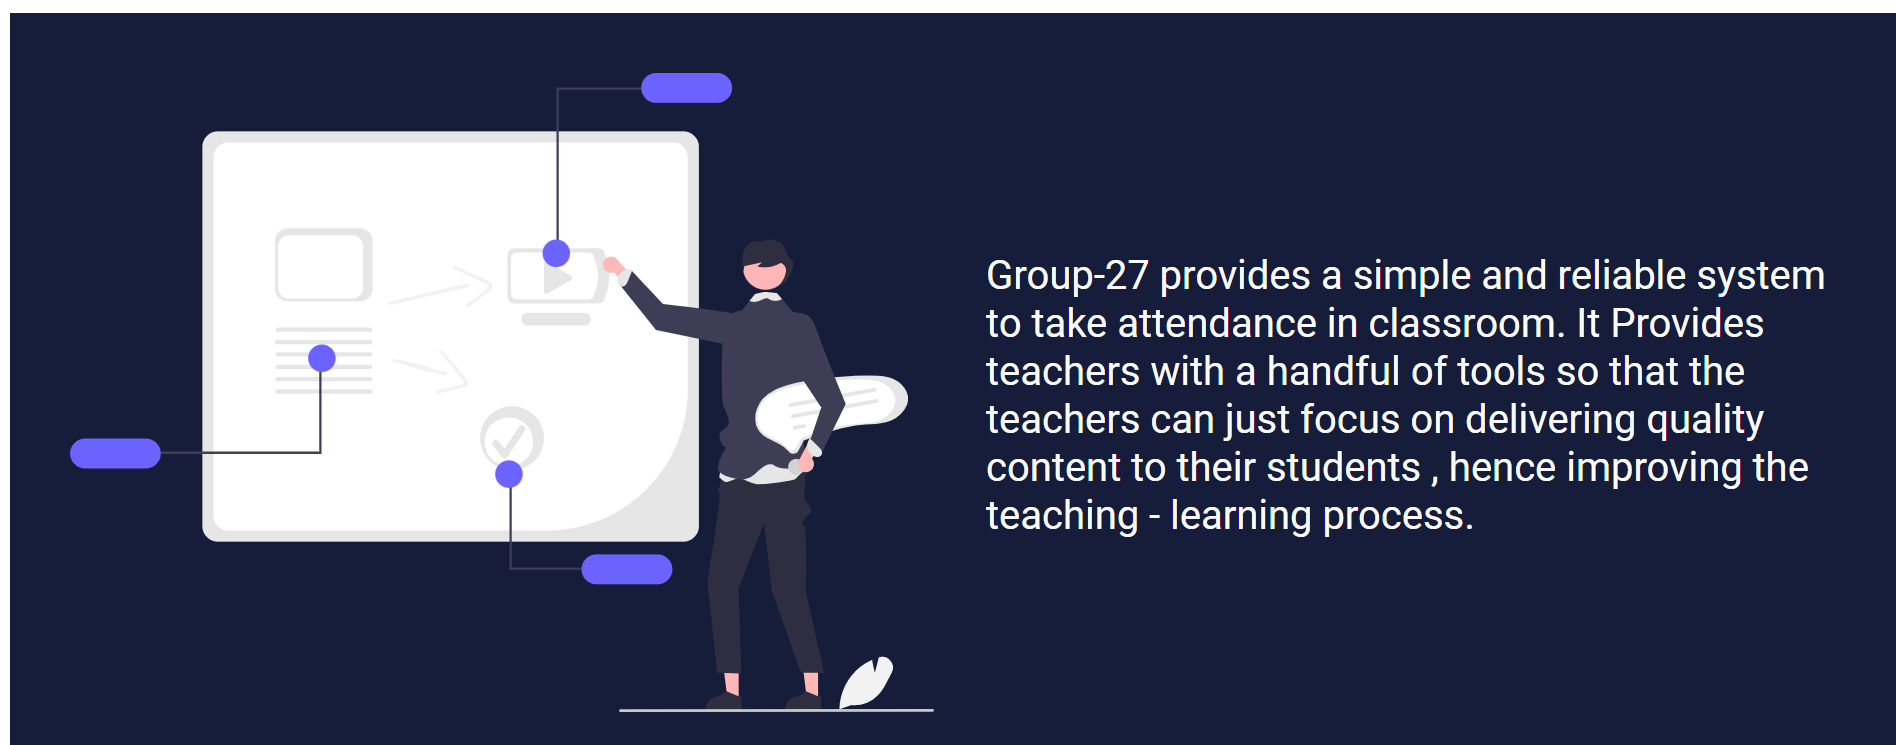 Group-27 provides a simple and reliable system
to take attendance in classroom. It Provides
teachers with a handful of tools so that the
teachers can just focus on delivering quality
content to their students , hence improving the
teaching - learning process.